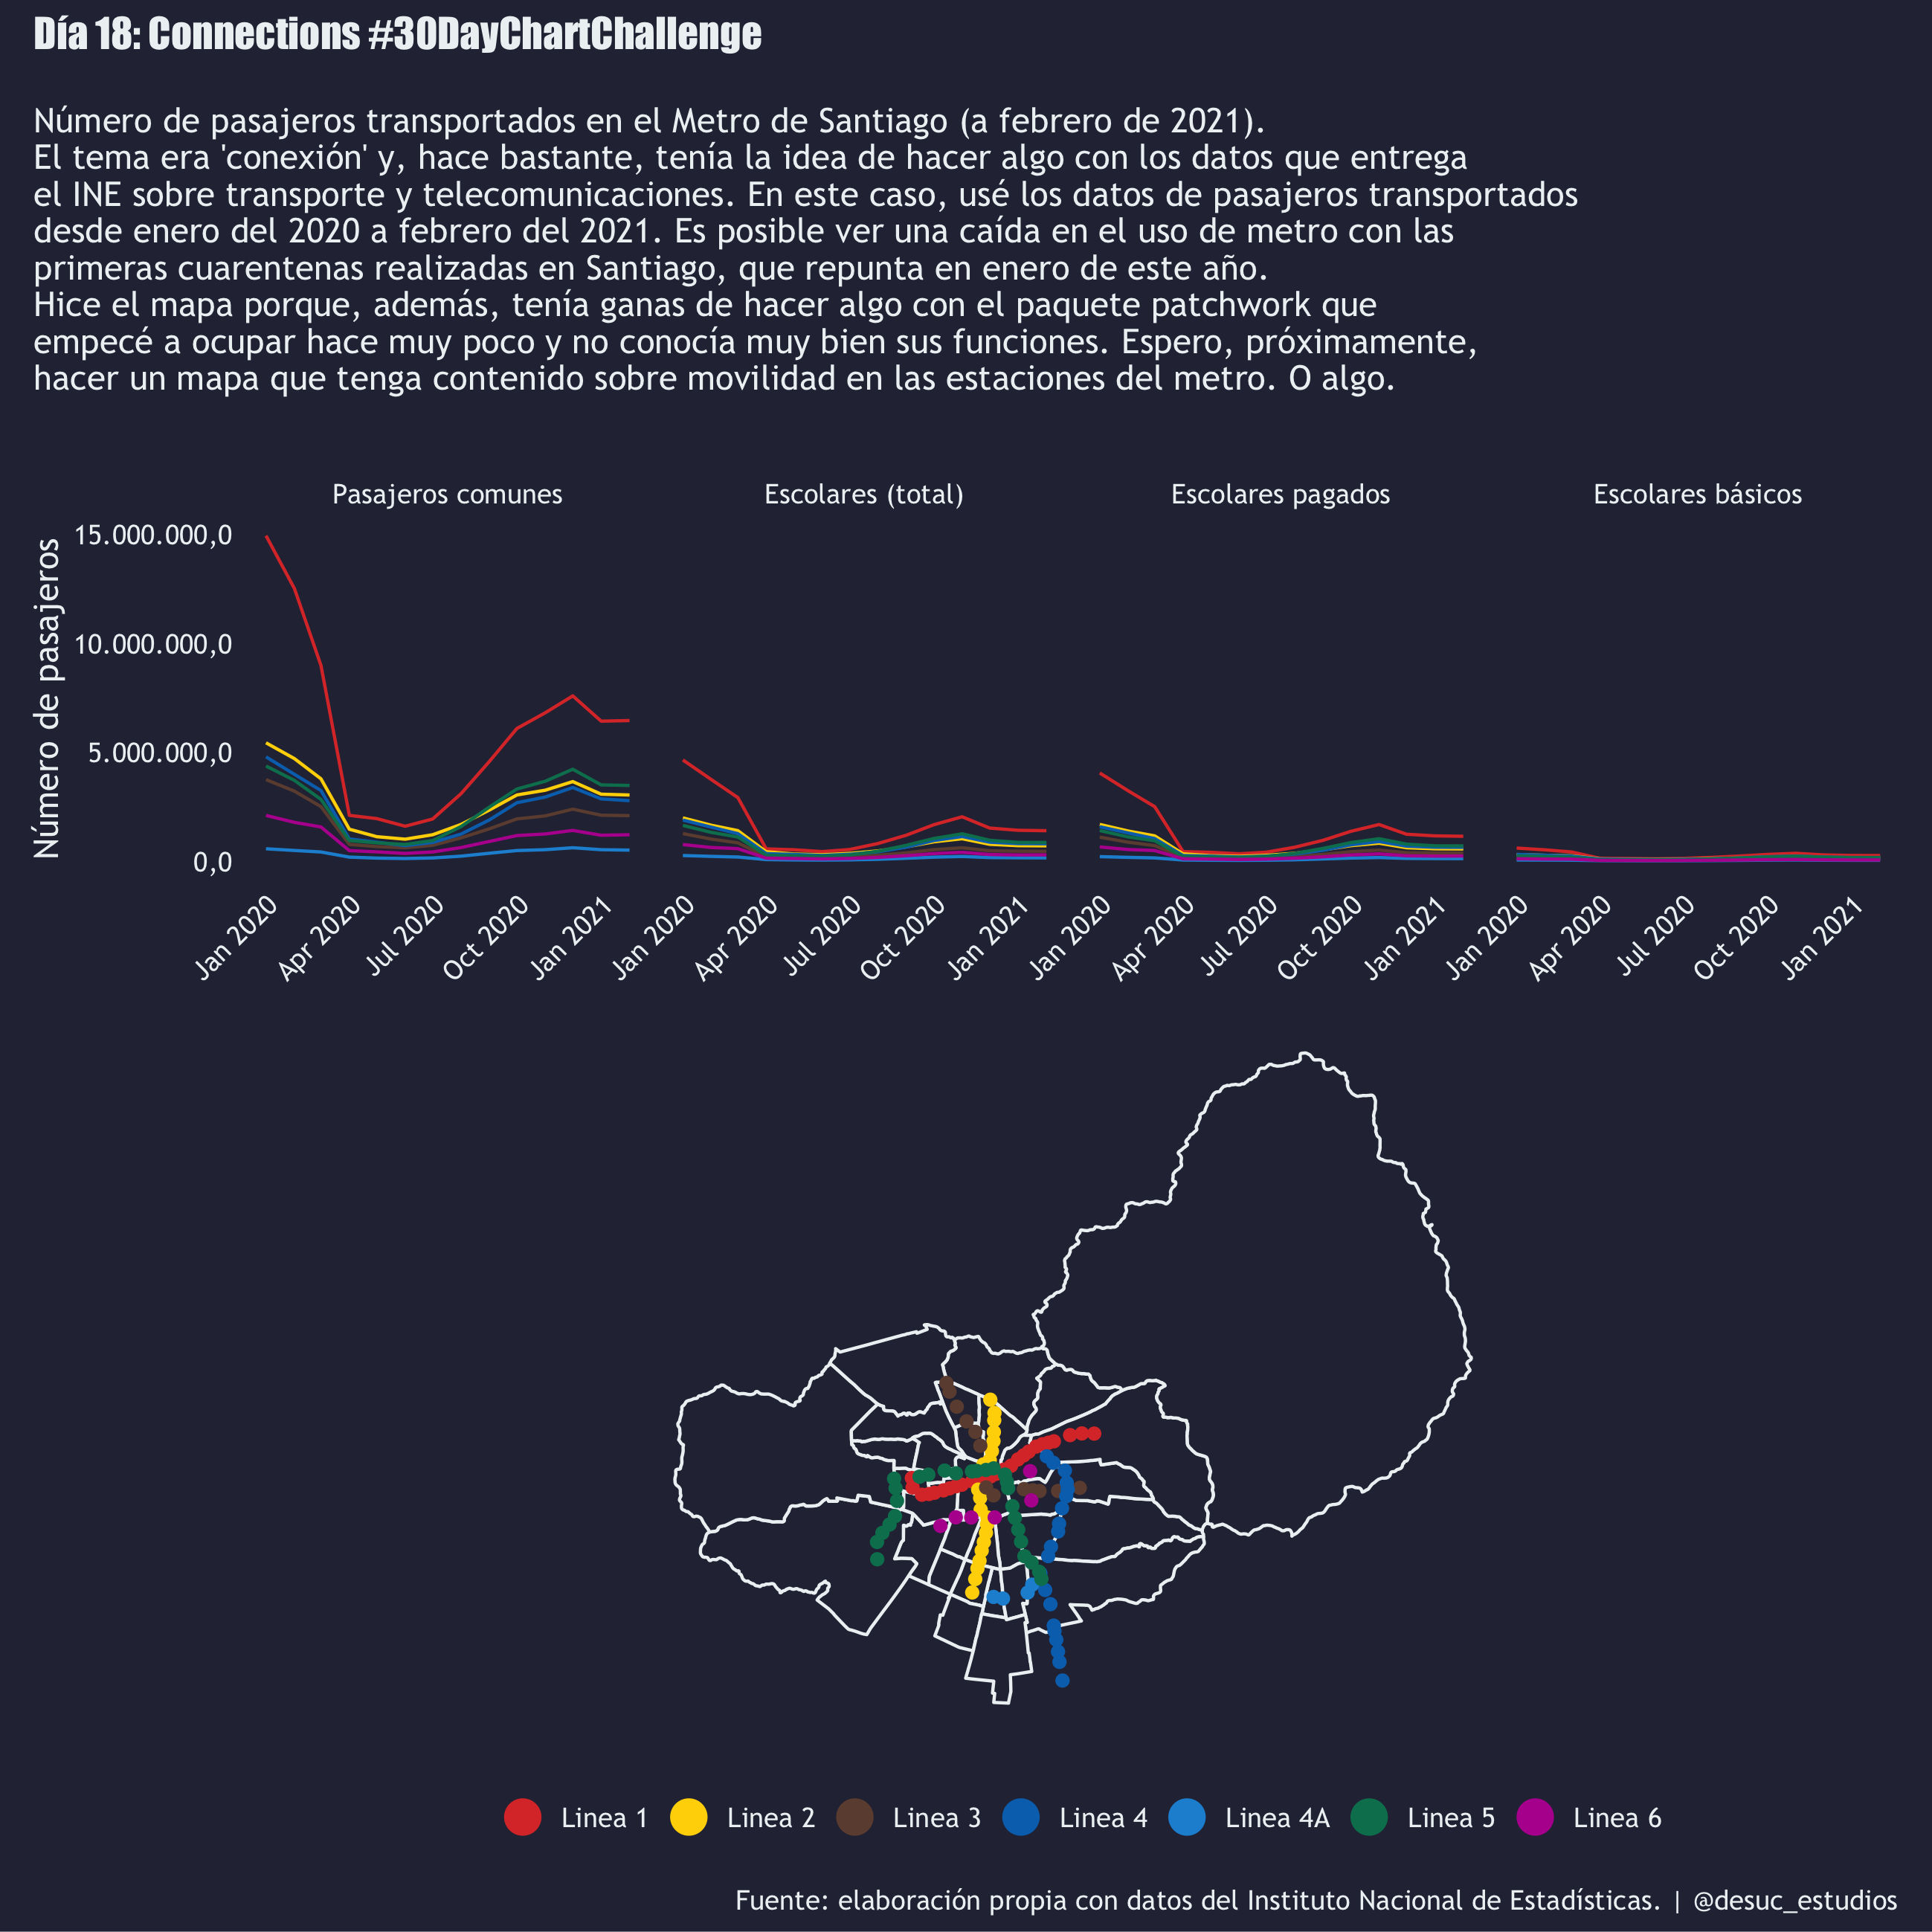 Día 18: Connections #30DayChartChallenge
Número de pasajeros transportados en el Metro de Santiago (a febrero de 2021).
El tema era 'conexión' y, hace bastante, tenía la idea de hacer algo con los datos que entrega
el INE sobre transporte y telecomunicaciones. En este caso, usé los datos de pasajeros transportados
desde enero del 2020 a febrero del 2021. Es posible ver una caída en el uso de metro con las
primeras cuarentenas realizadas en Santiago, que repunta en enero de este año.
Hice el mapa porque, además, tenía ganas de hacer algo con el paquete patchwork que
empecé a ocupar hace muy poco y no conocía muy bien sus funciones. Espero, próximamente,
hacer un mapa que tenga contenido sobre movilidad en las estaciones del metro. O algo.
Pasajeros comunes Escolares (total) Escolares pagados Escolares básicos
Número de pasajeros
15.000.000,0
10.000.000,0
5.000.000,0
0,0
Jan 2020 Apr 2020 Jul 2020 Oct 2020 Jan 2021 Jan 2020 Apr 2020 Jul 2020 Oct 2020 Jan 2021 Jan 2020 Apr 2020 Jul 2020 Oct 2020 Jan 2021 Jan 2020 Apr 2020 Jul 2020 Oct 2020 Jan 2021
Linea 1 Linea 2 Linea 3 Linea 4 Linea 4A Linea 5 Linea 6
Fuente: elaboración propia con datos del Instituto Nacional de Estadísticas. | @desuc_estudios